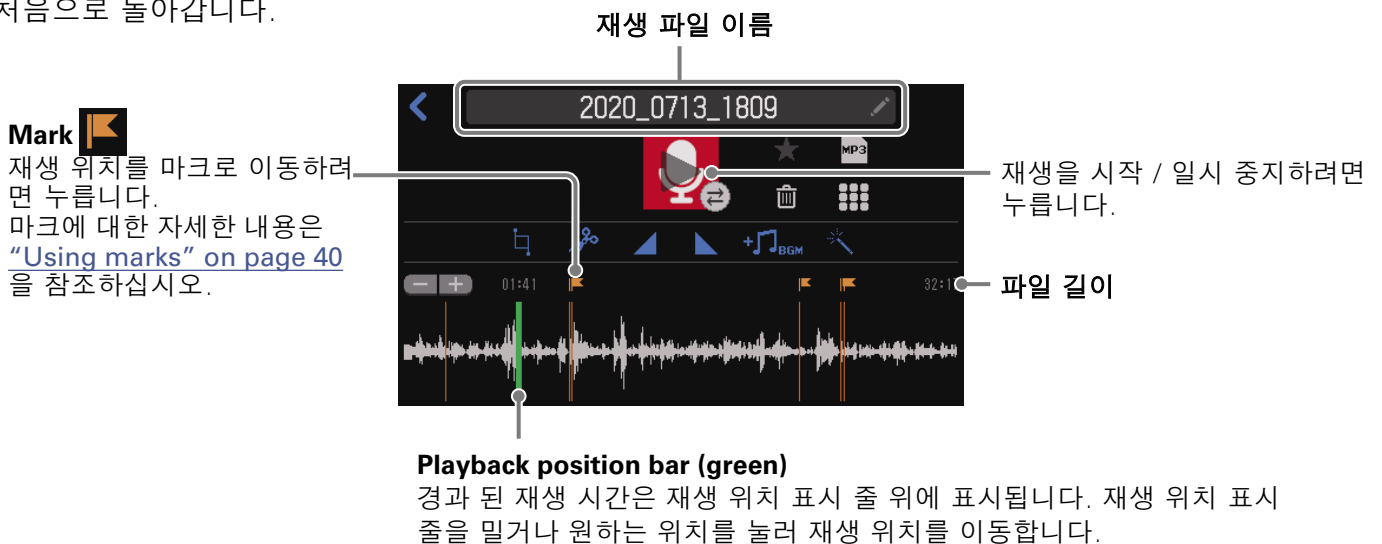 처음으로 돌아갑니다.
재생 파일 이름
2020_0713_1809
Mark
재생 위치를 마크로 이동하려
면 누릅니다.
마크에 대한 자세한 내용은
“Using marks” on page 40
을 참조하십시오.
MP3
재생을 시작 / 일시 중지하려면
누릅니다.
+ BGM
01:41
파일 길이
Playback position bar (green)
경과 된 재생 시간은 재생 위치 표시 줄 위에 표시됩니다. 재생 위치 표시
줄을 밀거나 원하는 위치를 눌러 재생 위치를 이동합니다.